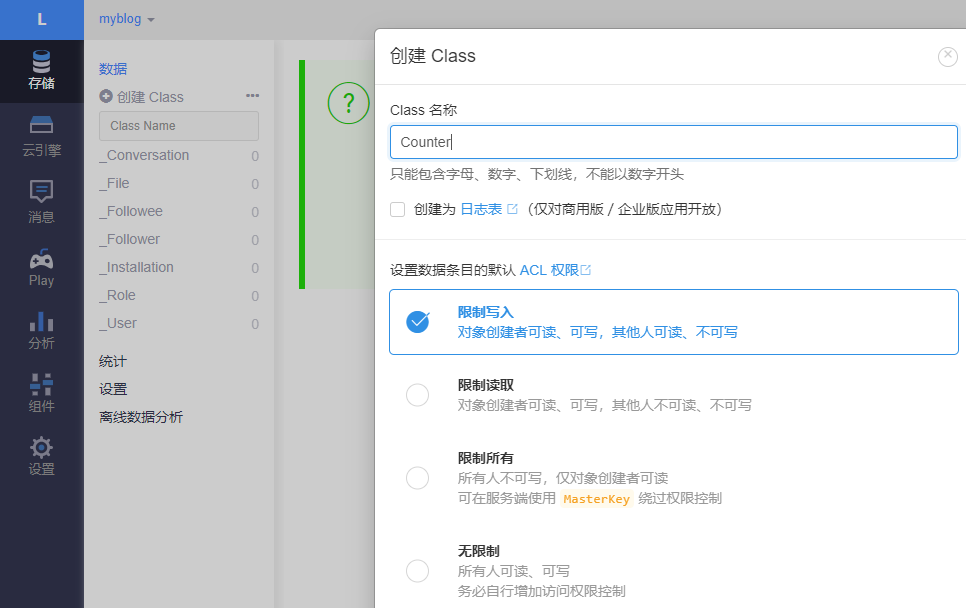 L
myblog
存储
云引擎
消息
Play
分析
组件
设置
数据
创建 Class
Class Name
_Conversation 0
_File 0
_Followee 0
_Follower 0
_Installation 0
_Role 0
_User 0
统计
设置
离线数据分析
?
创建 Class
Class 名称
Counter
只能包含字母、数字、下划线，不能以数字开头
创建为 日志表 （仅对商用版 / 企业版应用开放）
设置数据条目的默认 ACL 权限
限制写入
对象创建者可读、可写，其他人可读、不可写
限制读取
对象创建者可读、可写，其他人不可读、不可写
限制所有
所有人不可写，仅对象创建者可读
可在服务端使用 MasterKey 绕过权限控制
无限制
所有人可读、可写
务必自行增加访问权限控制